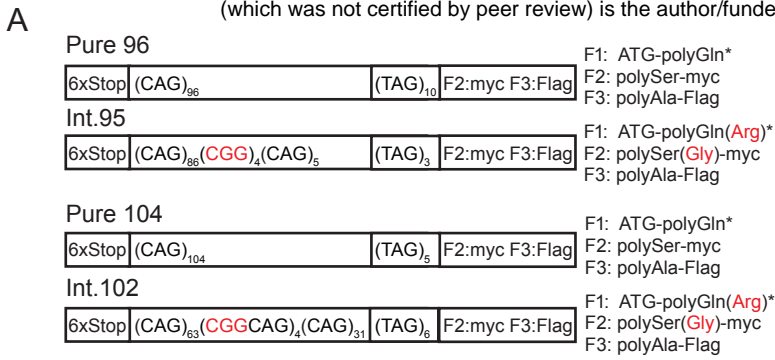 (which was not certified by peer review) is the author/funde
A
Pure 96
6xStop (CAG)96 (TAG)10 F2:myc F3:Flag
F1: ATG-polyGln*
F2: polySer-myc
F3: polyAla-Flag
Int.95
6xStop (CAG)86(CGG)4(CAG)5 (TAG)3 F2:myc F3:Flag
F1: ATG-polyGln(Arg)*
F2: polySer(Gly)-myc
F3: polyAla-Flag
Pure 104
6xStop (CAG)104 (TAG)5 F2:myc F3:Flag
F1: ATG-polyGln*
F2: polySer-myc
F3: polyAla-Flag
Int.102
6xStop (CAG)63(CGGCAG)4(CAG)31 (TAG)6 F2:myc F3:Flag
F1: ATG-polyGln(Arg)*
F2: polySer(Gly)-myc
F3: polyAla-Flag